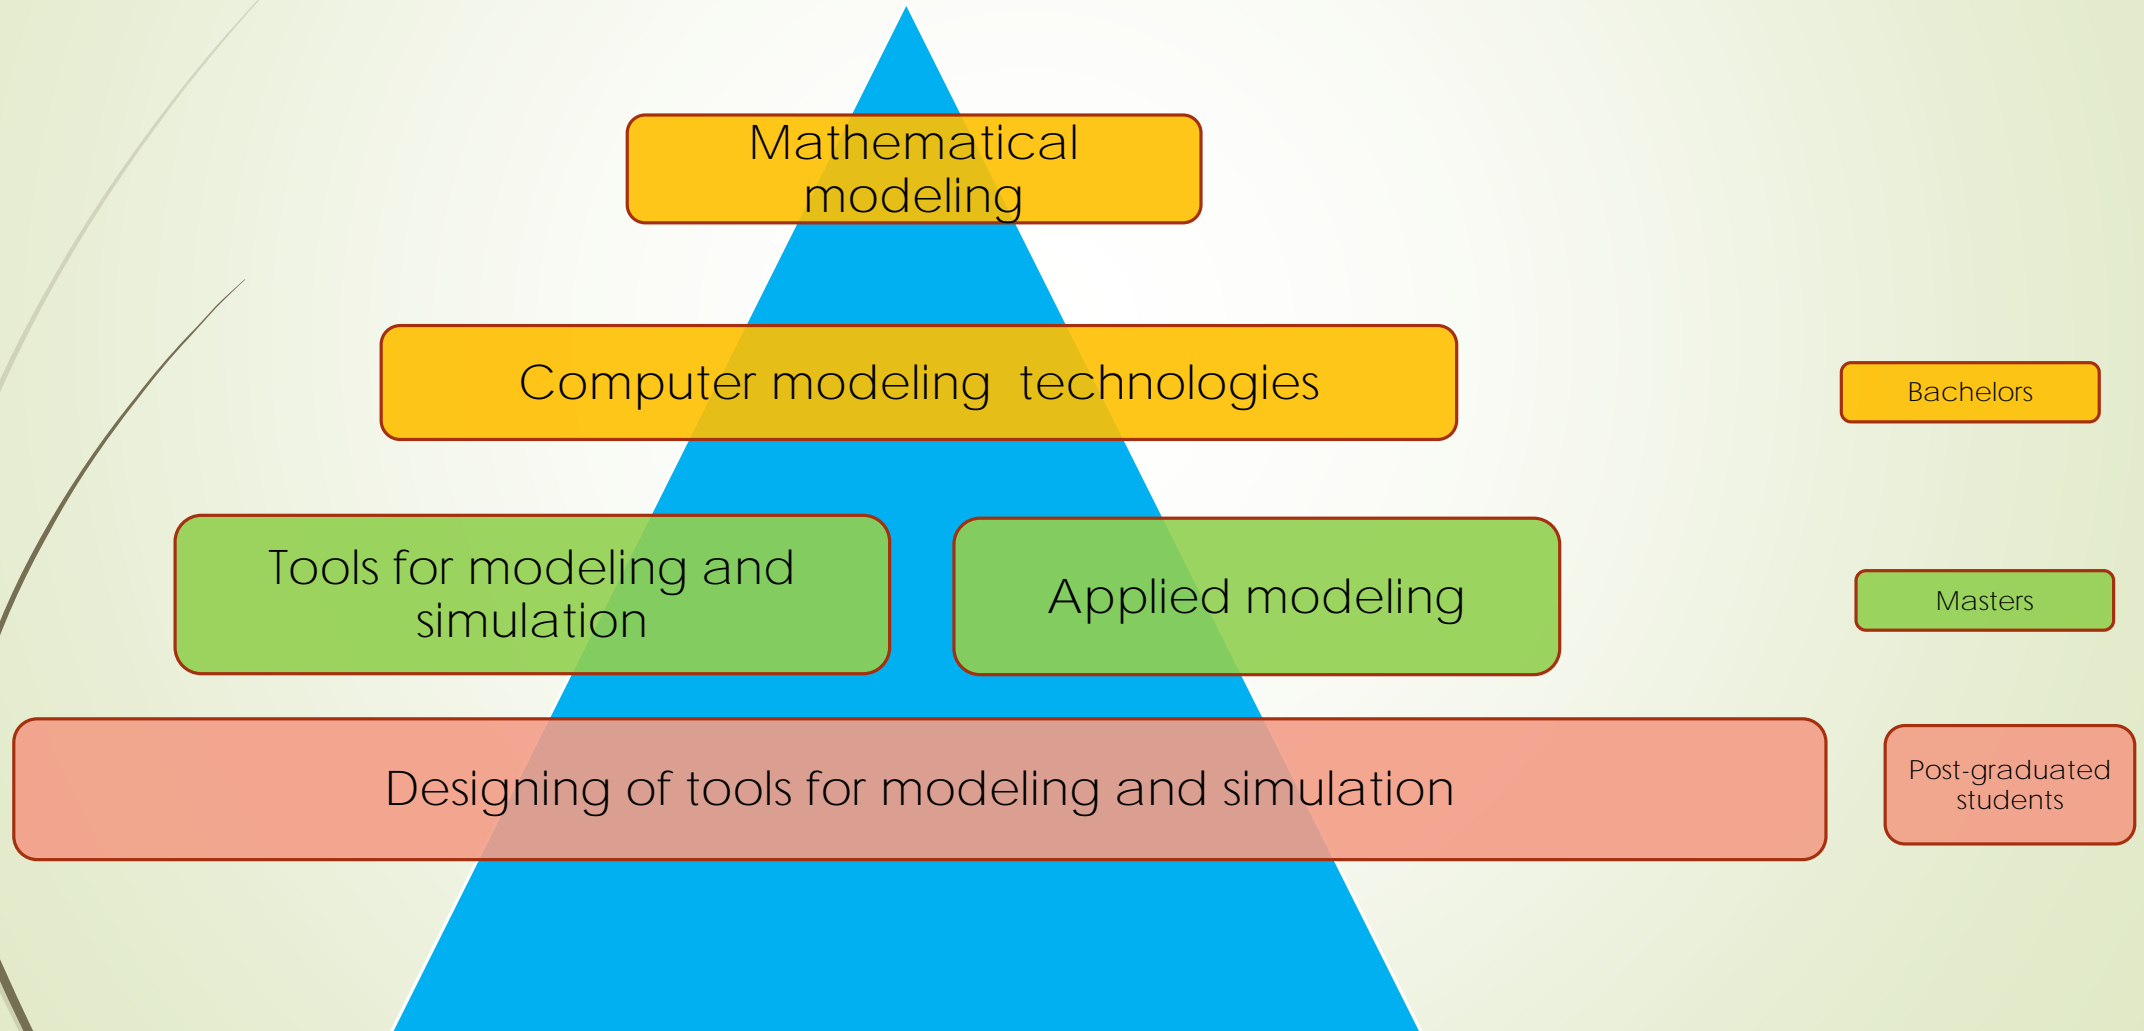 Mathematical
modeling
Computer modeling  technologies
Bachelors
Tools for modeling and
simulation
Applied modeling
Masters
Designing of tools for modeling and simulation
Post-graduated
students